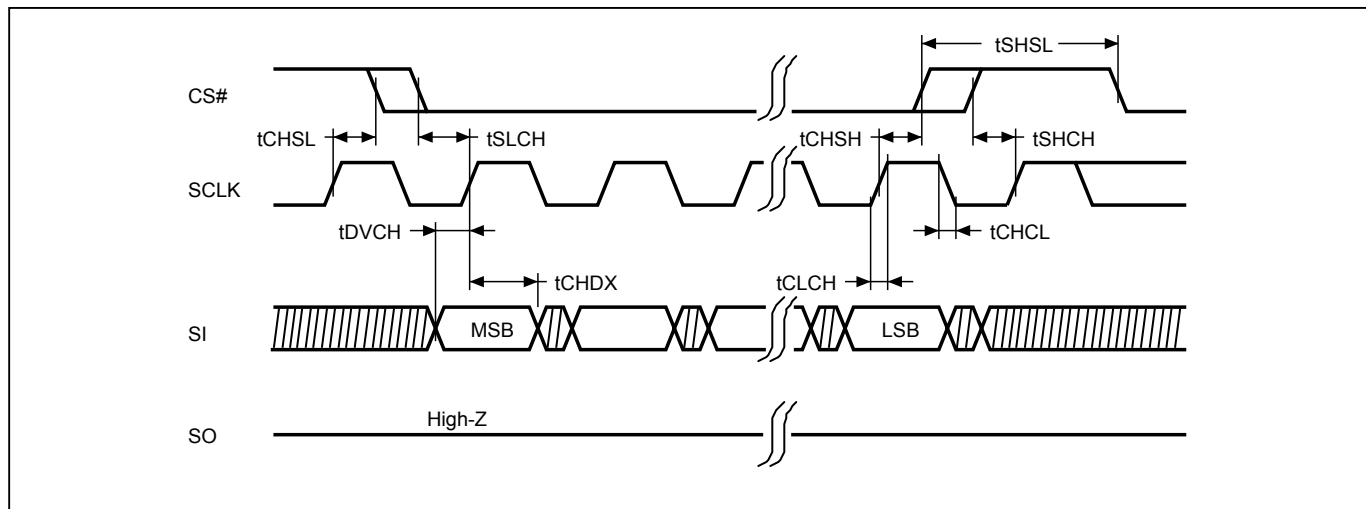 tSHSL
CS#
tCHSL
tSLCH
tCHSH
tSHCH
SCLK
tDVCH
tCHCL
tCHDX
tCLCH
SI
MSB
LSB
High-Z
SO